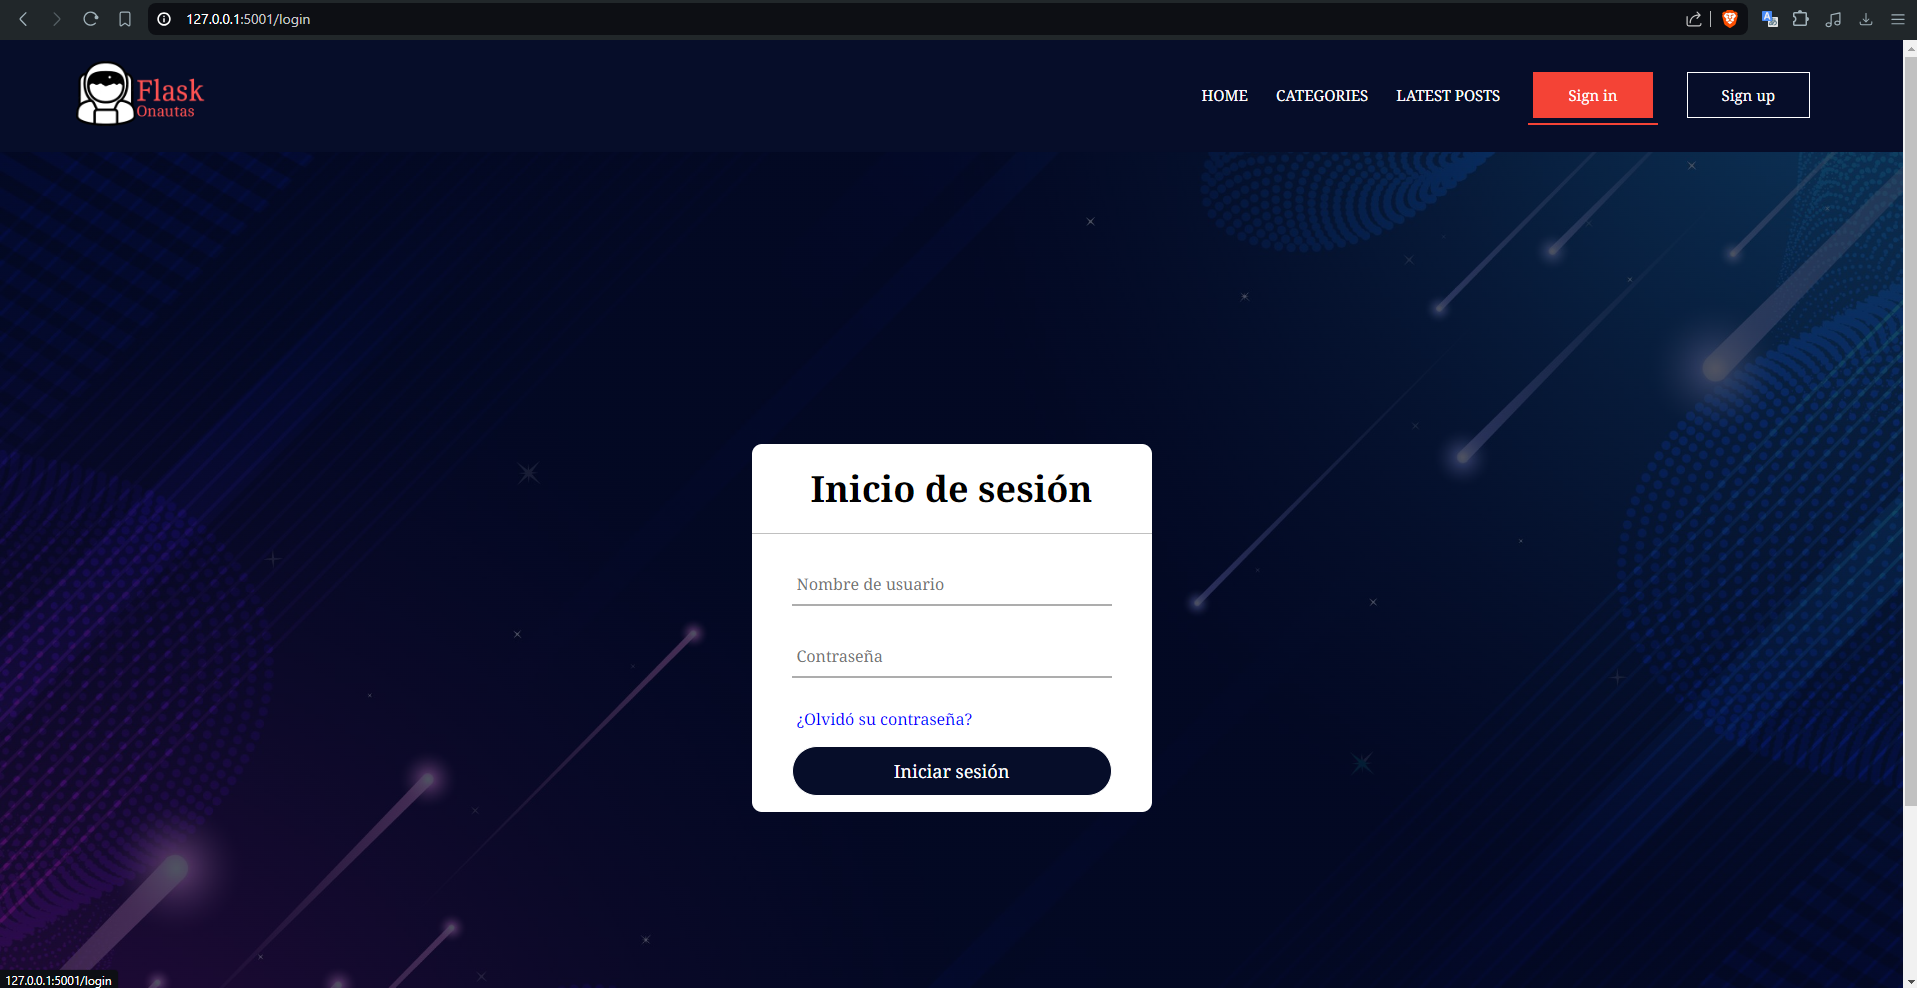 127.0.0.1:5001/login
Flask
Onautas
HOME CATEGORIES LATEST POSTS Sign in Sign up
Inicio de sesión
Nombre de usuario
Contraseña
¿Olvidó su contraseña?
Iniciar sesión
127.0.0.1:5001/login